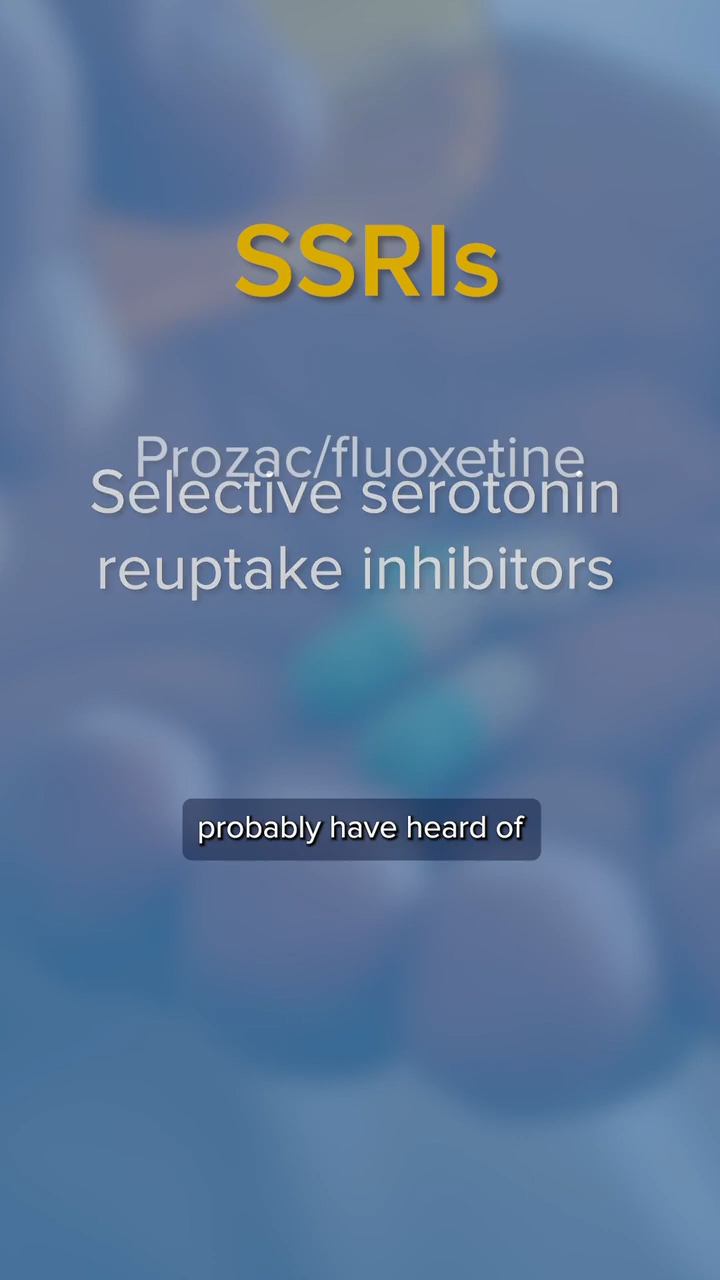 SSRIs
Prozac/fluoxetine
Selective serotonin
reuptake inhibitors
probably have heard of